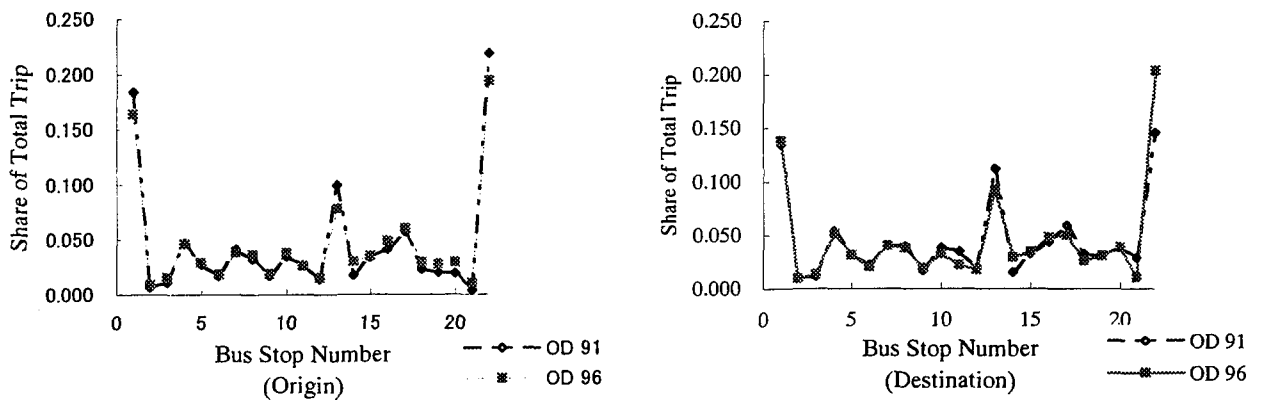 Share of Total Trip
0.250
0.200
0.150
0.100
0.050
0.000
0 5 10 15 20
Bus Stop Number
(Origin)
OD 91
OD 96
Share of Total Trip
0.250
0.200
0.150
0.100
0.050
0.000
0 5 10 15 20
Bus Stop Number
(Destination)
OD 91
OD 96